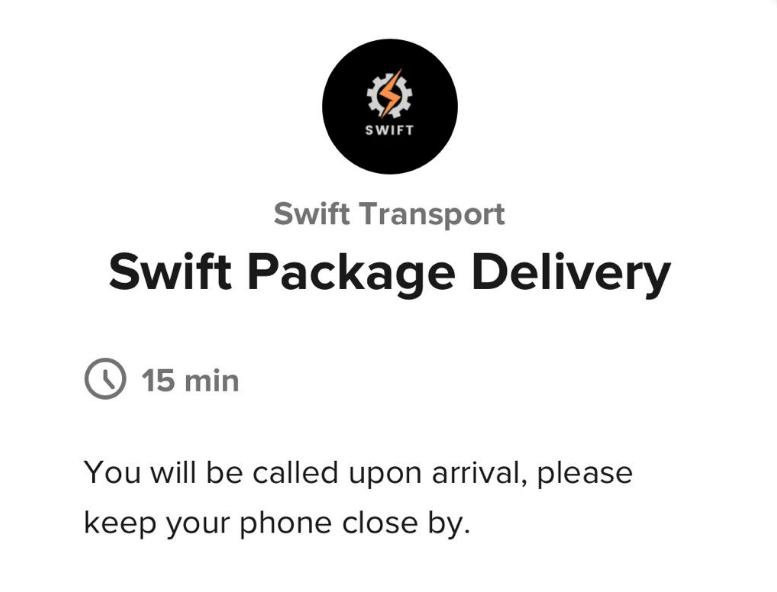 SWIFT
Swift Transport
Swift Package Delivery
15 min
You will be called upon arrival, please
keep your phone close by.